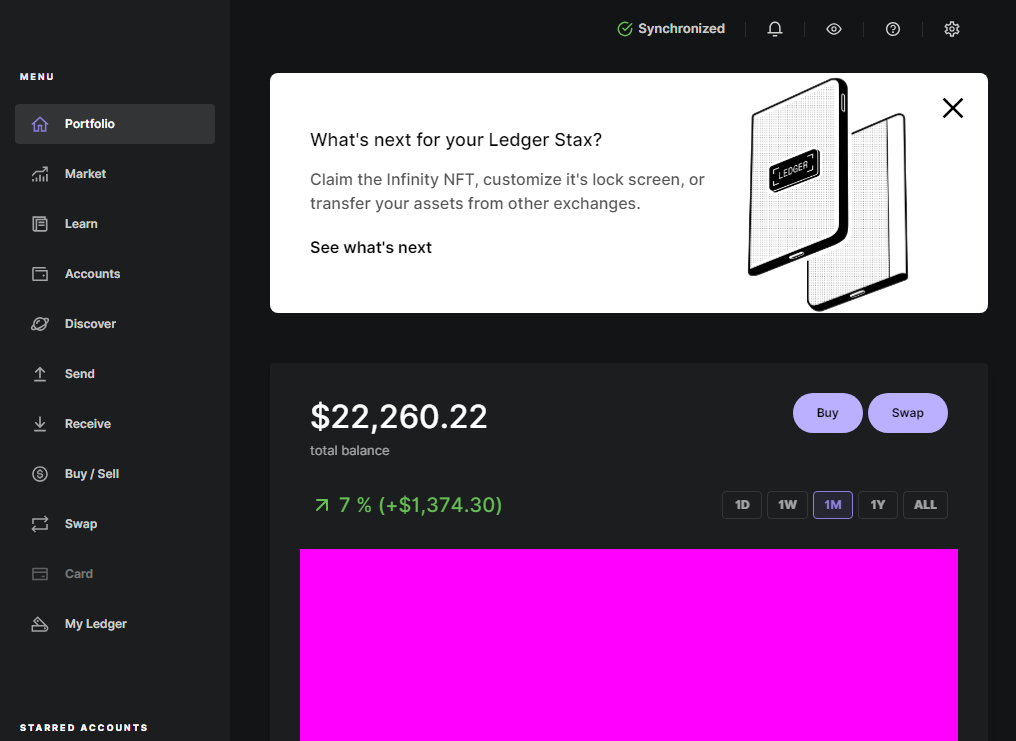 Synchronized
MENU
Portfolio
Market
Learn
Accounts
Discover
Send
Receive
Buy / Sell
Swap
Card
My Ledger
STARRED ACCOUNTS
What's next for your Ledger Stax?
Claim the Infinity NFT, customize it's lock screen, or
transfer your assets from other exchanges.
See what's next
LEDGER
$22,260.22
total balance
Buy
Swap
7 % (+$1,374.30)
1D
1W
1M
1Y
ALL